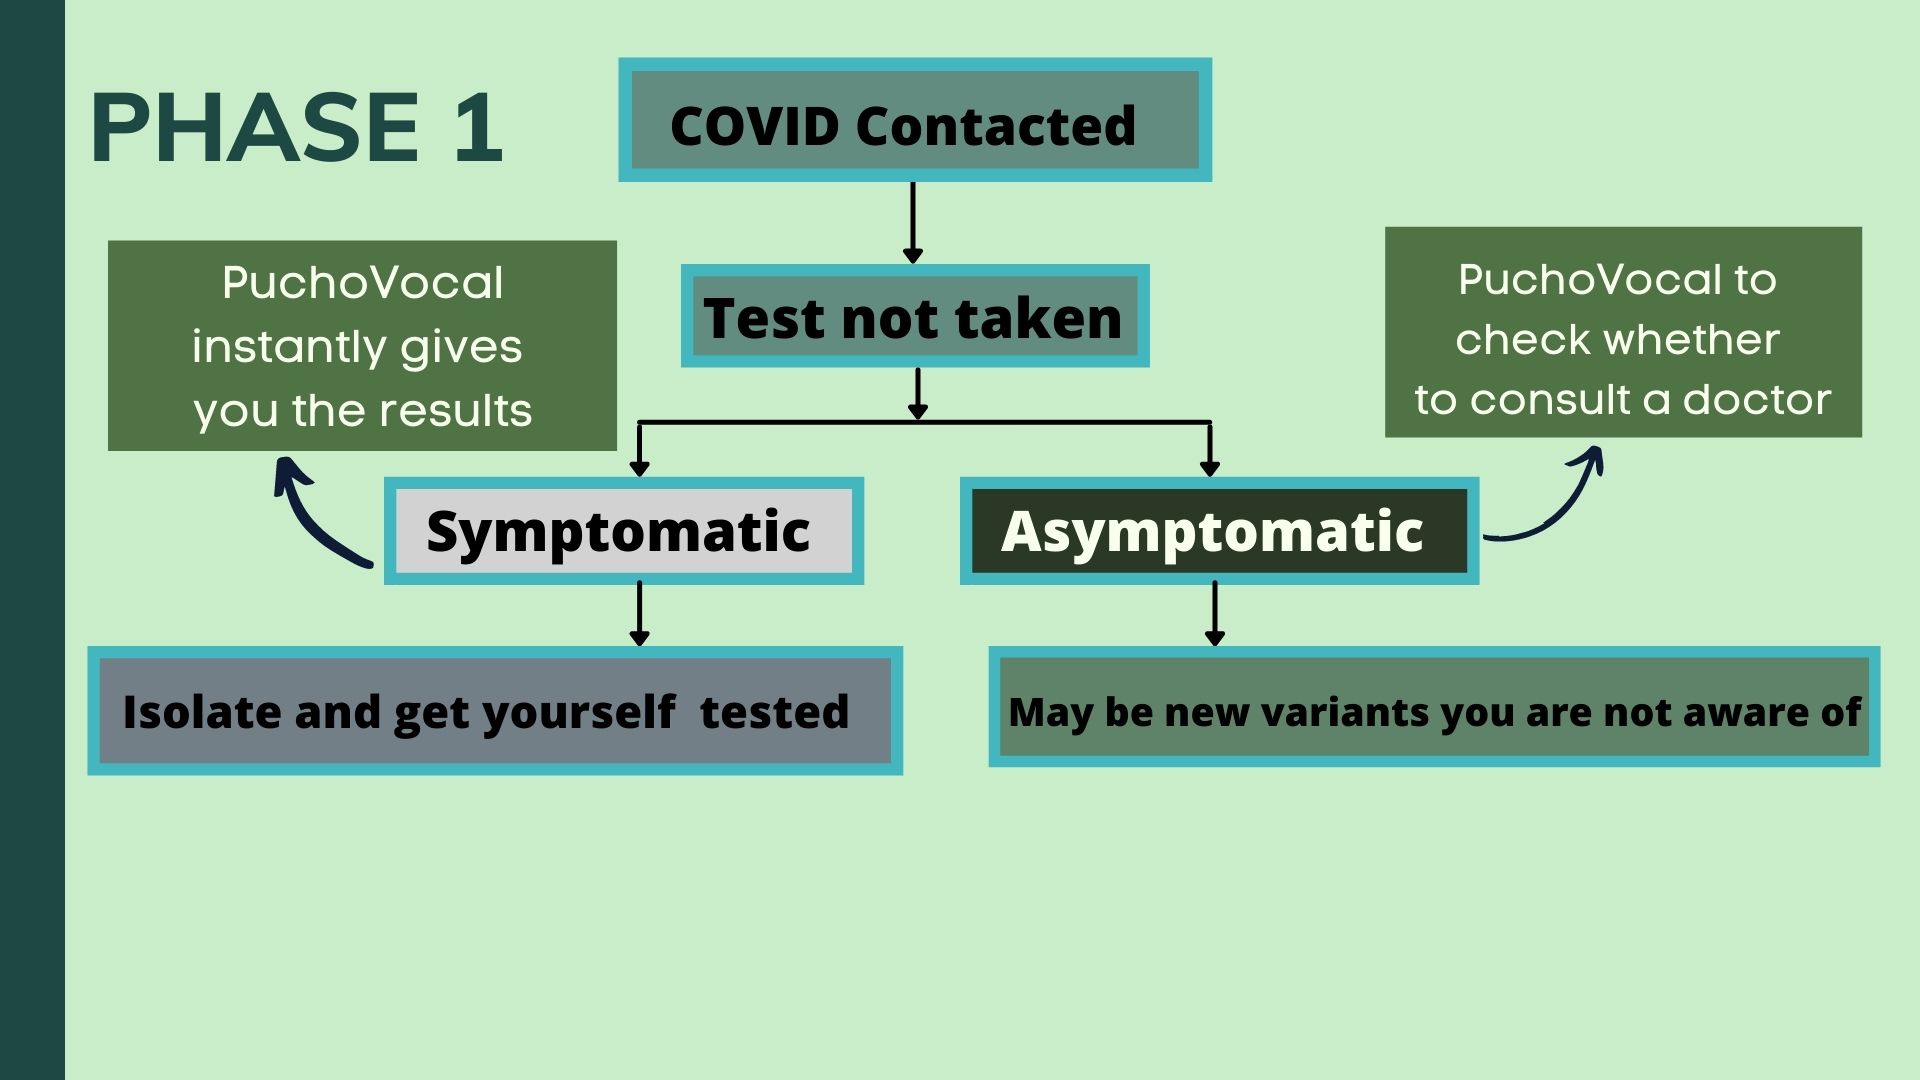 PHASE 1
COVID Contacted
PuchoVocal
instantly gives
you the results
Test not taken
PuchoVocal to
check whether
to consult a doctor
Symptomatic
Asymptomatic
Isolate and get yourself  tested
May be new variants you are not aware of